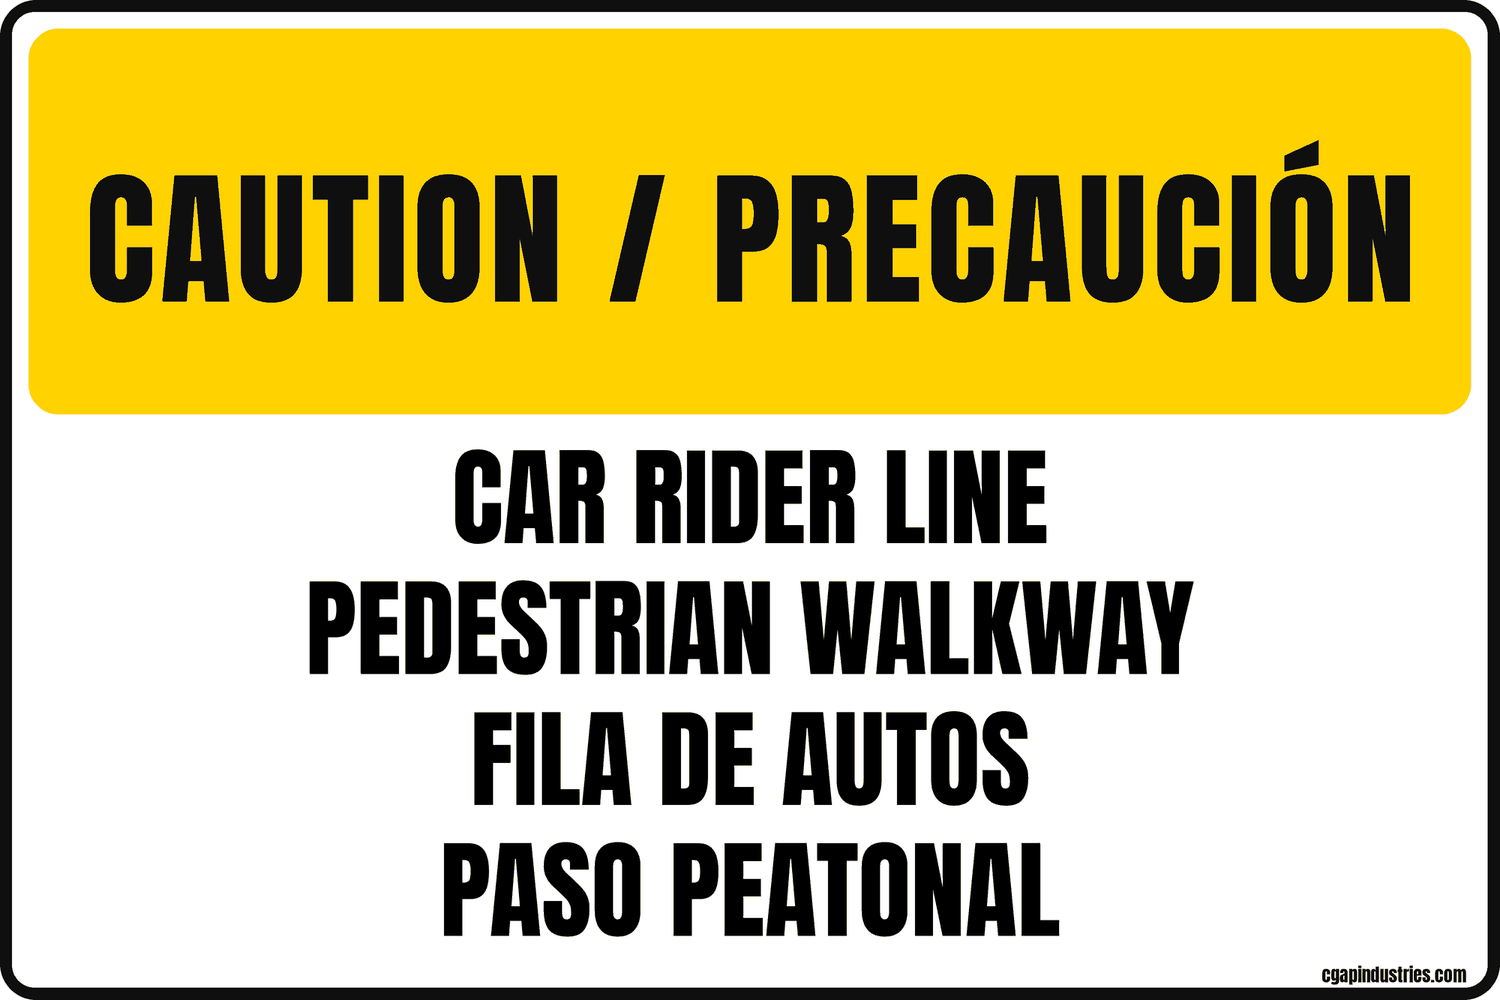 CAUTION / PRECAUCIÓN
CAR RIDER LINE
PEDESTRIAN WALKWAY
FILA DE AUTOS
PASO PEATONAL
cgapindustries.com